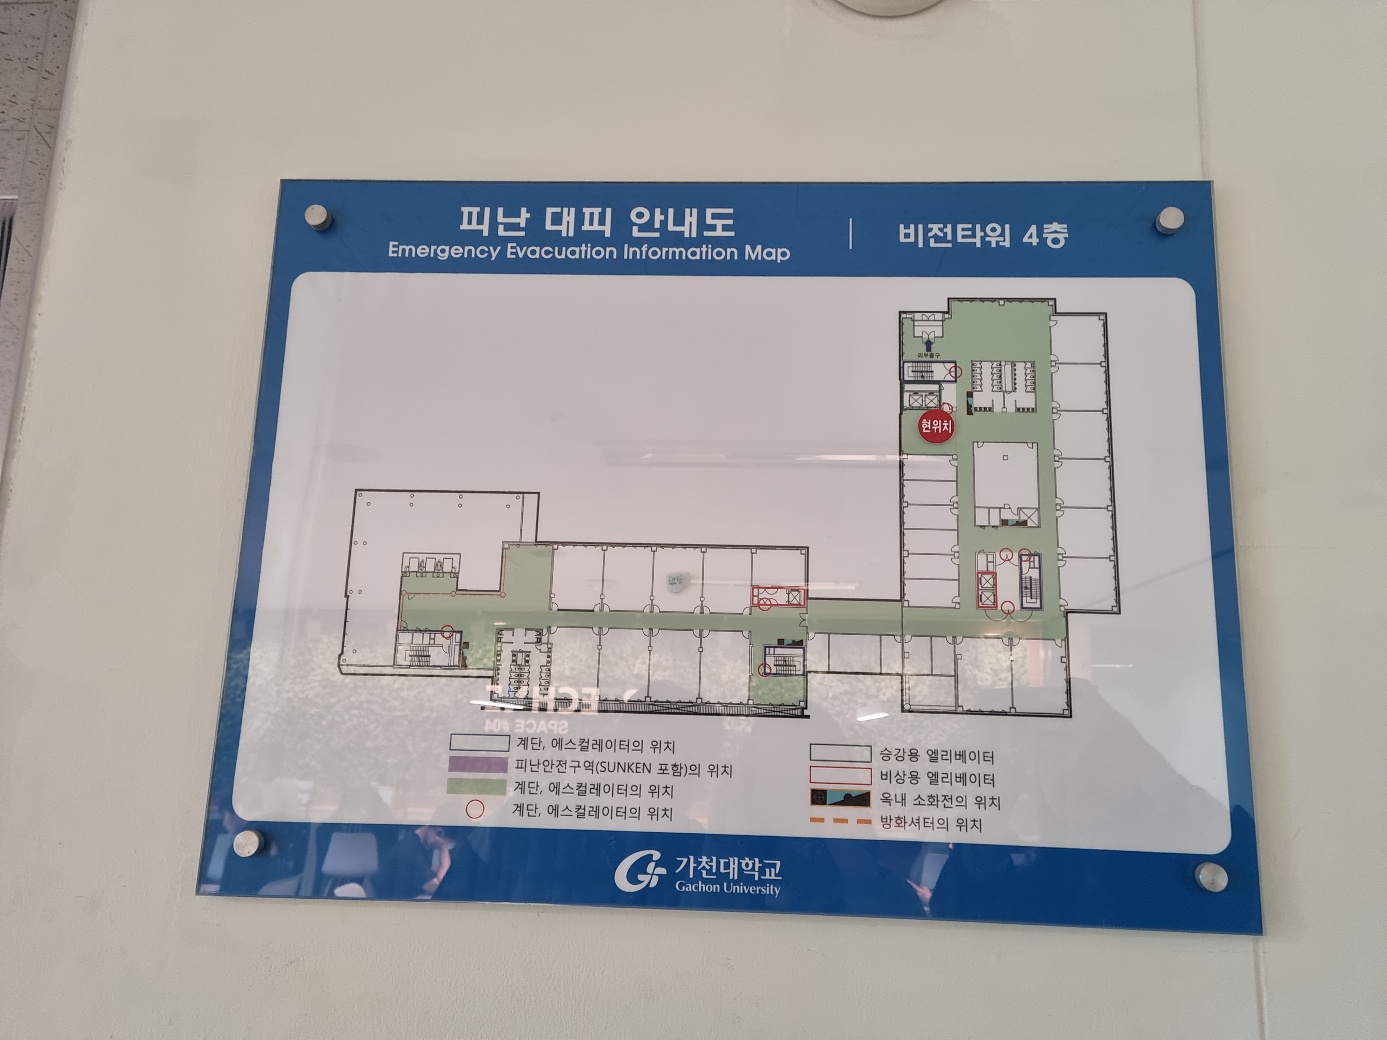 피난 대피 안내도
Emergency Evacuation Information Map
비전타워 4층
외부출구
현위치
계단, 에스컬레이터의 위치
피난안전구역(SUNKEN 포함)의 위치
계단, 에스컬레이터의 위치
계단, 에스컬레이터의 위치
승강용 엘리베이터
비상용 엘리베이터
옥내 소화전의 위치
방화셔터의 위치
가천대학교
Gachon University